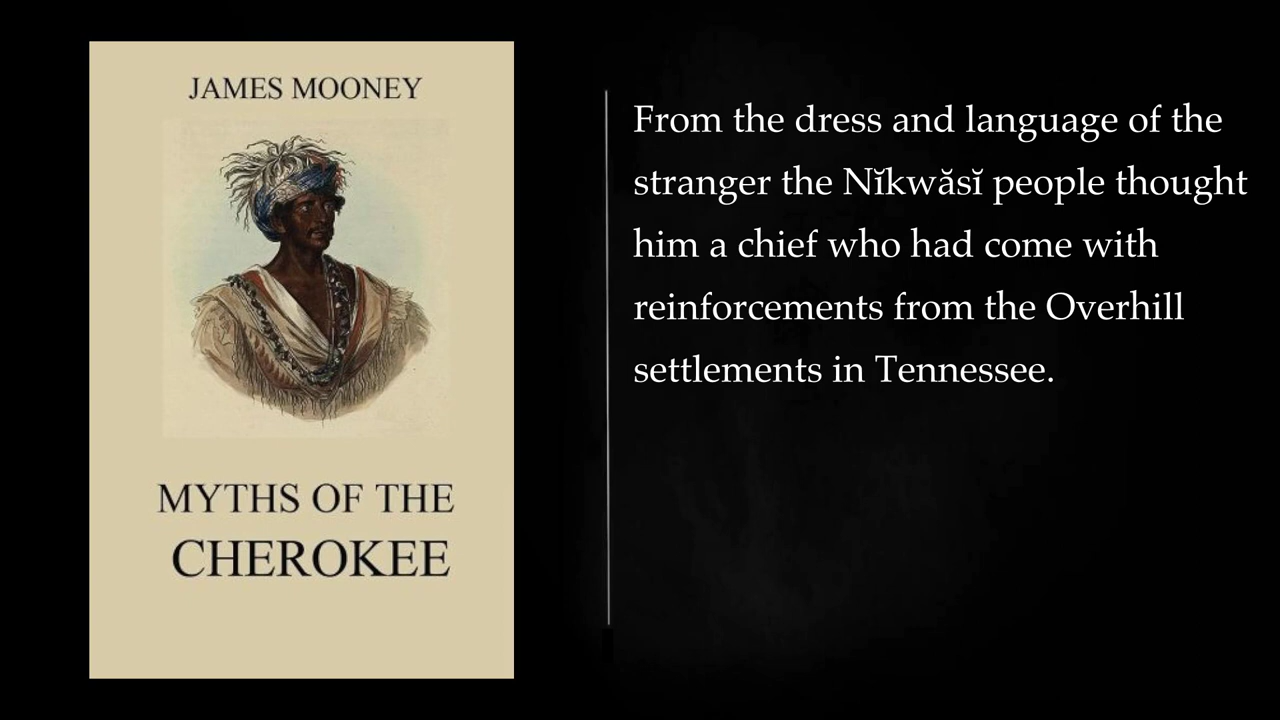 JAMES MOONEY
MYTHS OF THE
CHEROKEE
From the dress and language of the
stranger the Nĭkwăsĭ people thought
him a chief who had come with
reinforcements from the Overhill
settlements in Tennessee.